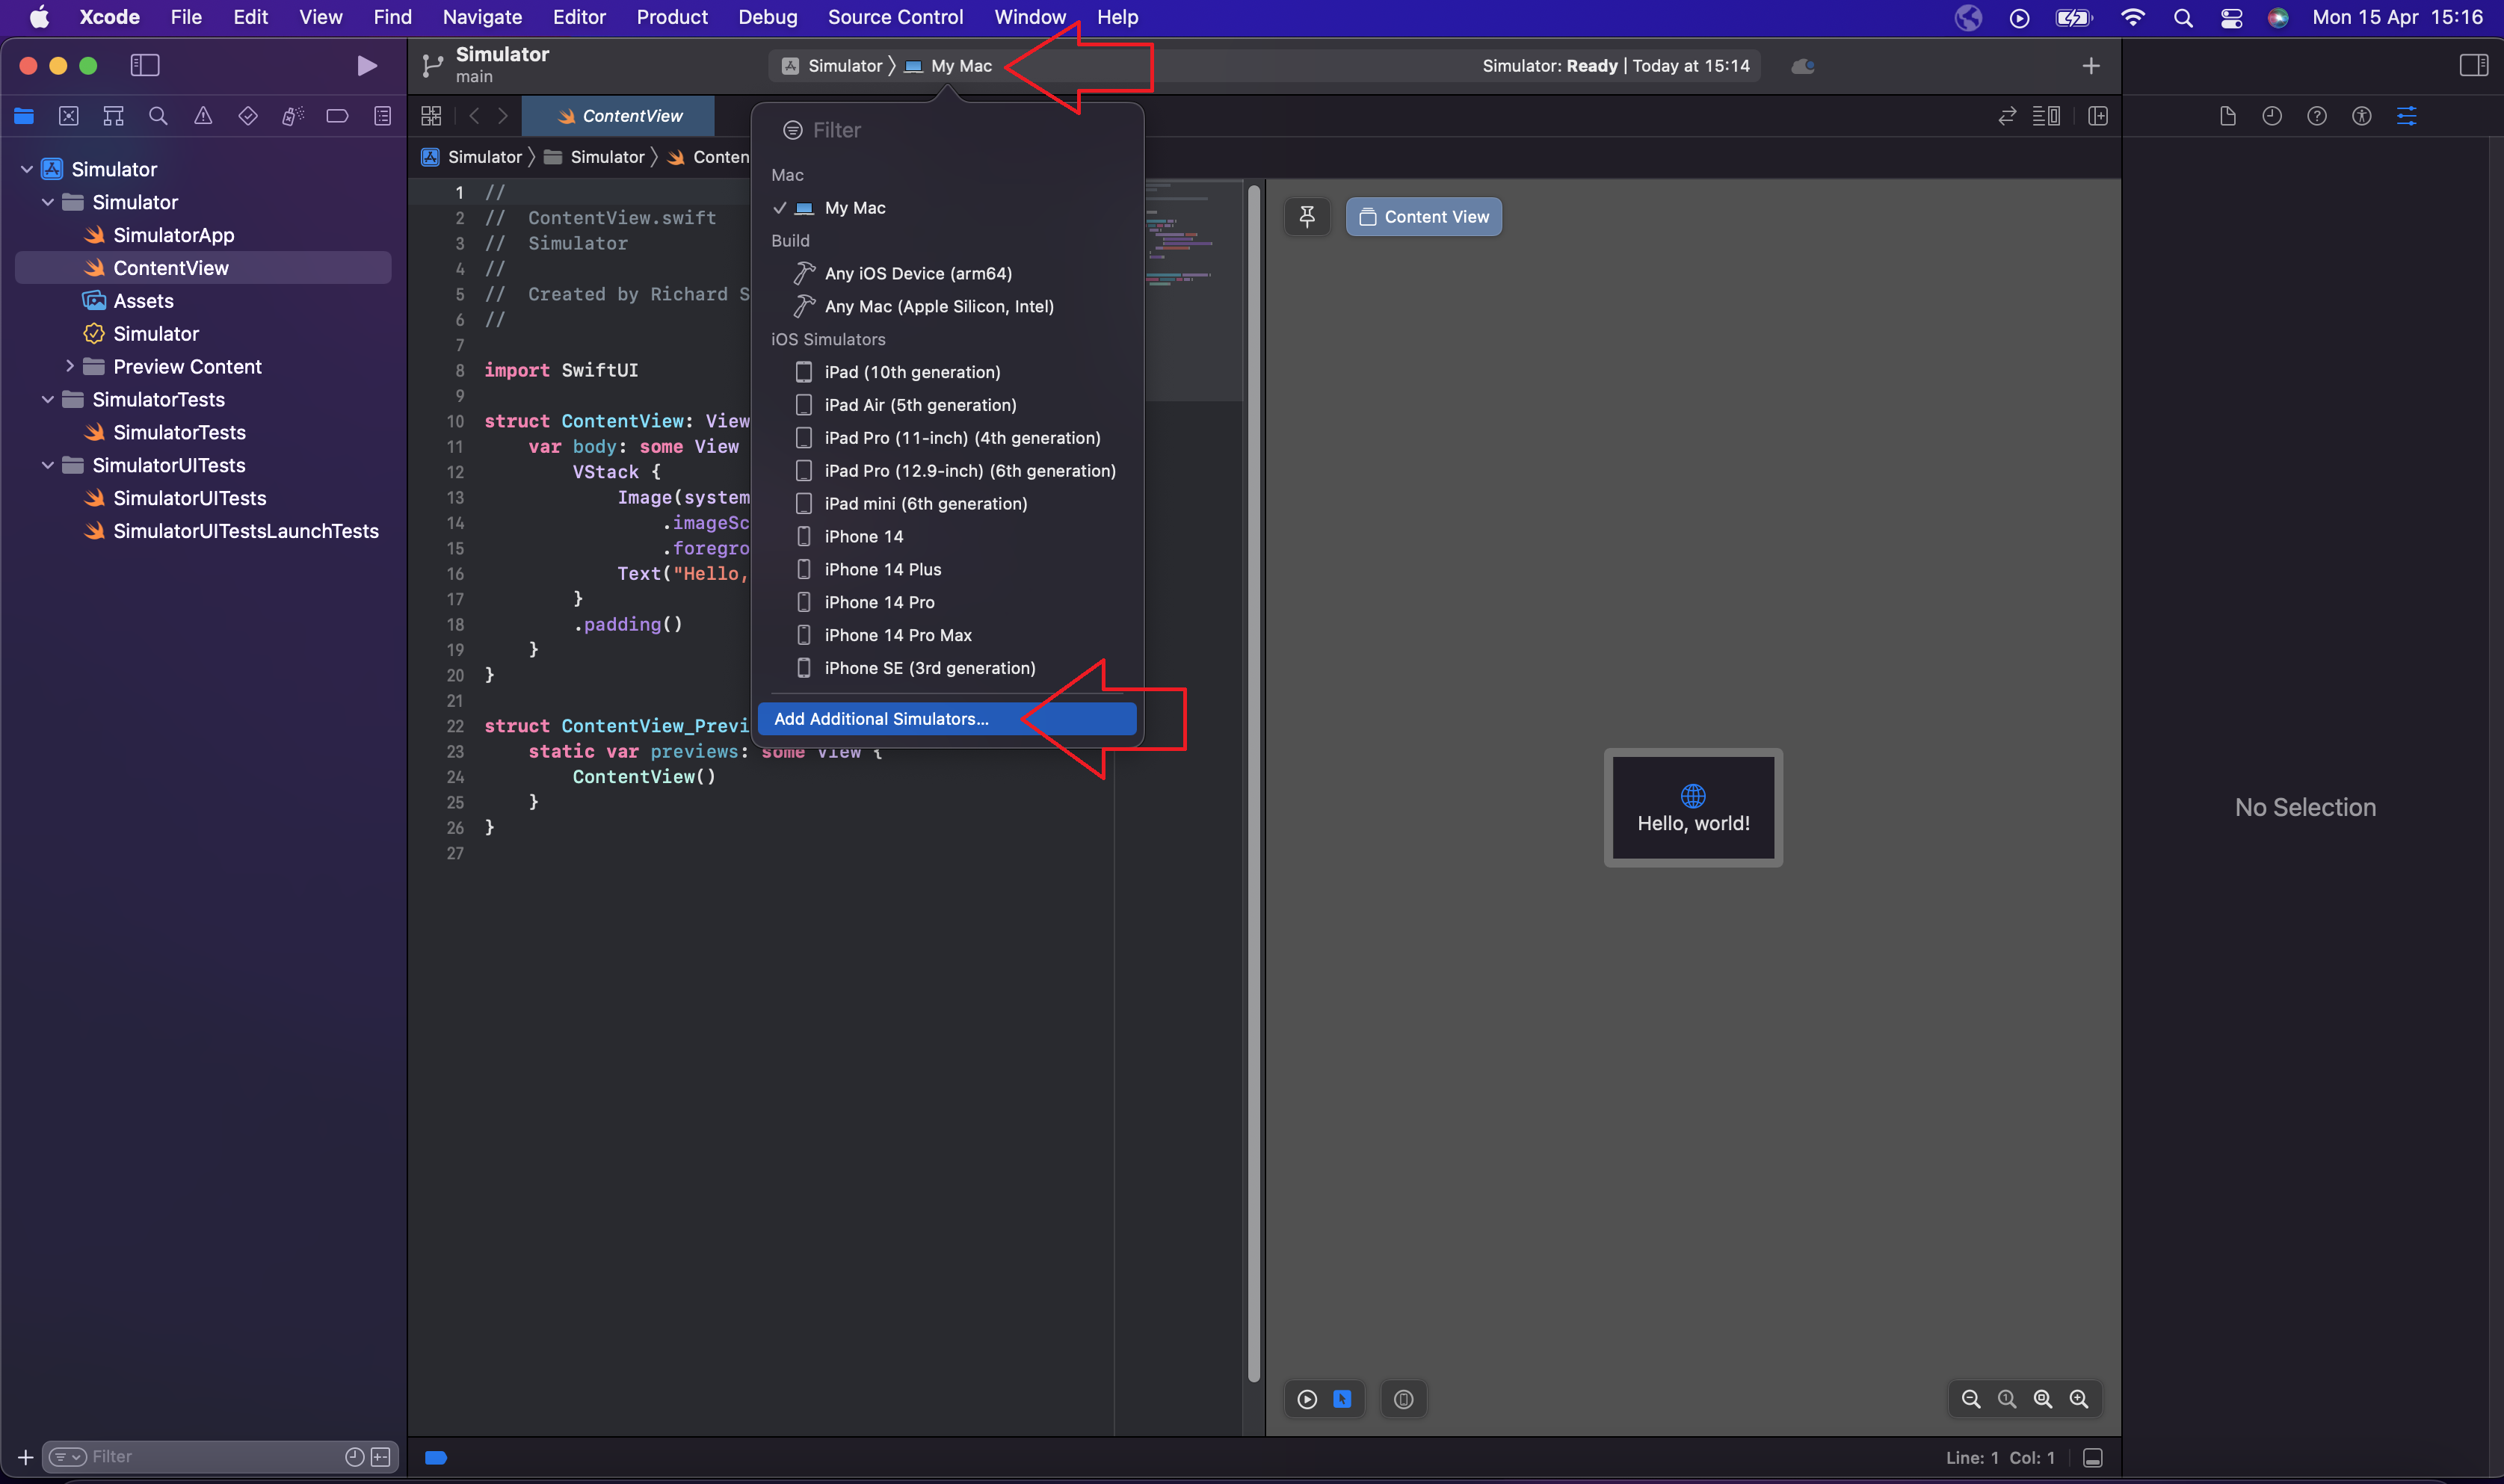 Xcode File Edit View Find Navigate Editor Product Debug Source Control Window Help Mon 15 Apr 15:16
Simulator
main
Simulator My Mac
Simulator: Ready | Today at 15:14
ContentView
Simulator Simulator Conten
Simulator
Simulator
SimulatorApp
ContentView
Assets
Simulator
Preview Content
SimulatorTests
SimulatorTests
SimulatorUITests
SimulatorUITests
SimulatorUITestsLaunchTests
Filter
1 //
2 // ContentView.swift
3 // Simulator
4 //
5 // Created by Richard S
6 //
7
8 import SwiftUI
9
10 struct ContentView: View
11 var body: some View
12 VStack {
13 Image(system
14 .imageSc
15 .foregro
16 Text("Hello,
17 }
18 .padding()
19 }
20 }
21
22 struct ContentView_Previ
23 static var previews: some View {
24 ContentView()
25 }
26 }
27
Filter
Mac
My Mac
Build
Any iOS Device (arm64)
Any Mac (Apple Silicon, Intel)
iOS Simulators
iPad (10th generation)
iPad Air (5th generation)
iPad Pro (11-inch) (4th generation)
iPad Pro (12.9-inch) (6th generation)
iPad mini (6th generation)
iPhone 14
iPhone 14 Plus
iPhone 14 Pro
iPhone 14 Pro Max
iPhone SE (3rd generation)
Add Additional Simulators...
Content View
Hello, world!
No Selection
Line: 1 Col: 1